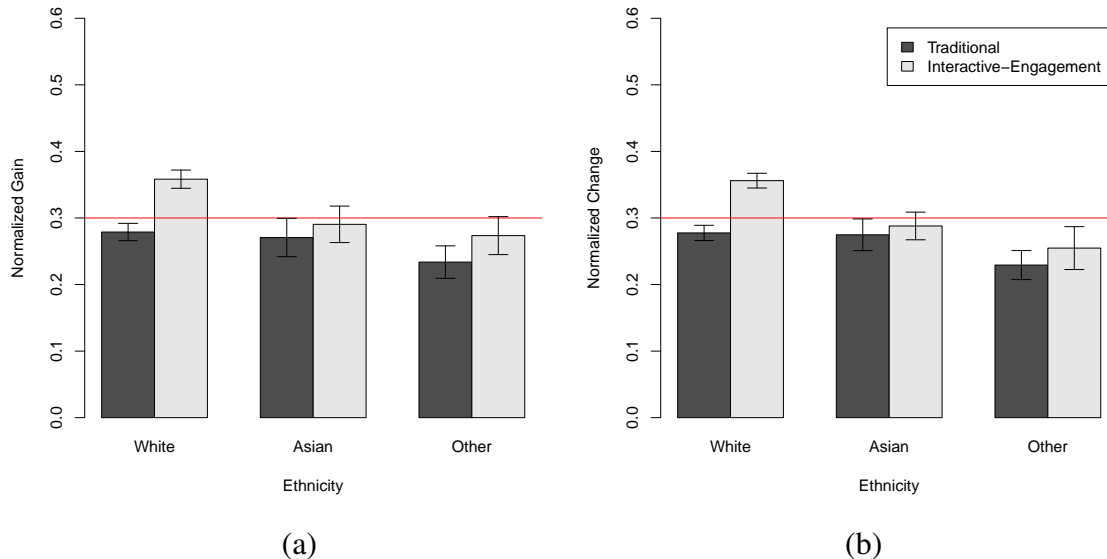 0.0 0.1 0.2 0.3 0.4 0.5 0.6
Normalized Gain
White Asian Other
Ethnicity
(a)
0.0 0.1 0.2 0.3 0.4 0.5 0.6
Normalized Change
Traditional
Interactive−Engagement
White Asian Other
Ethnicity
(b)